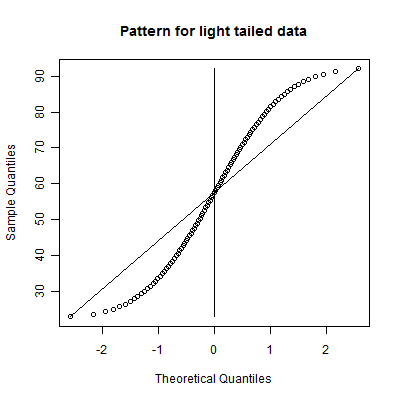 Pattern for light tailed data
Sample Quantiles
90
80
70
60
50
40
30
-2 -1 0 1 2
Theoretical Quantiles